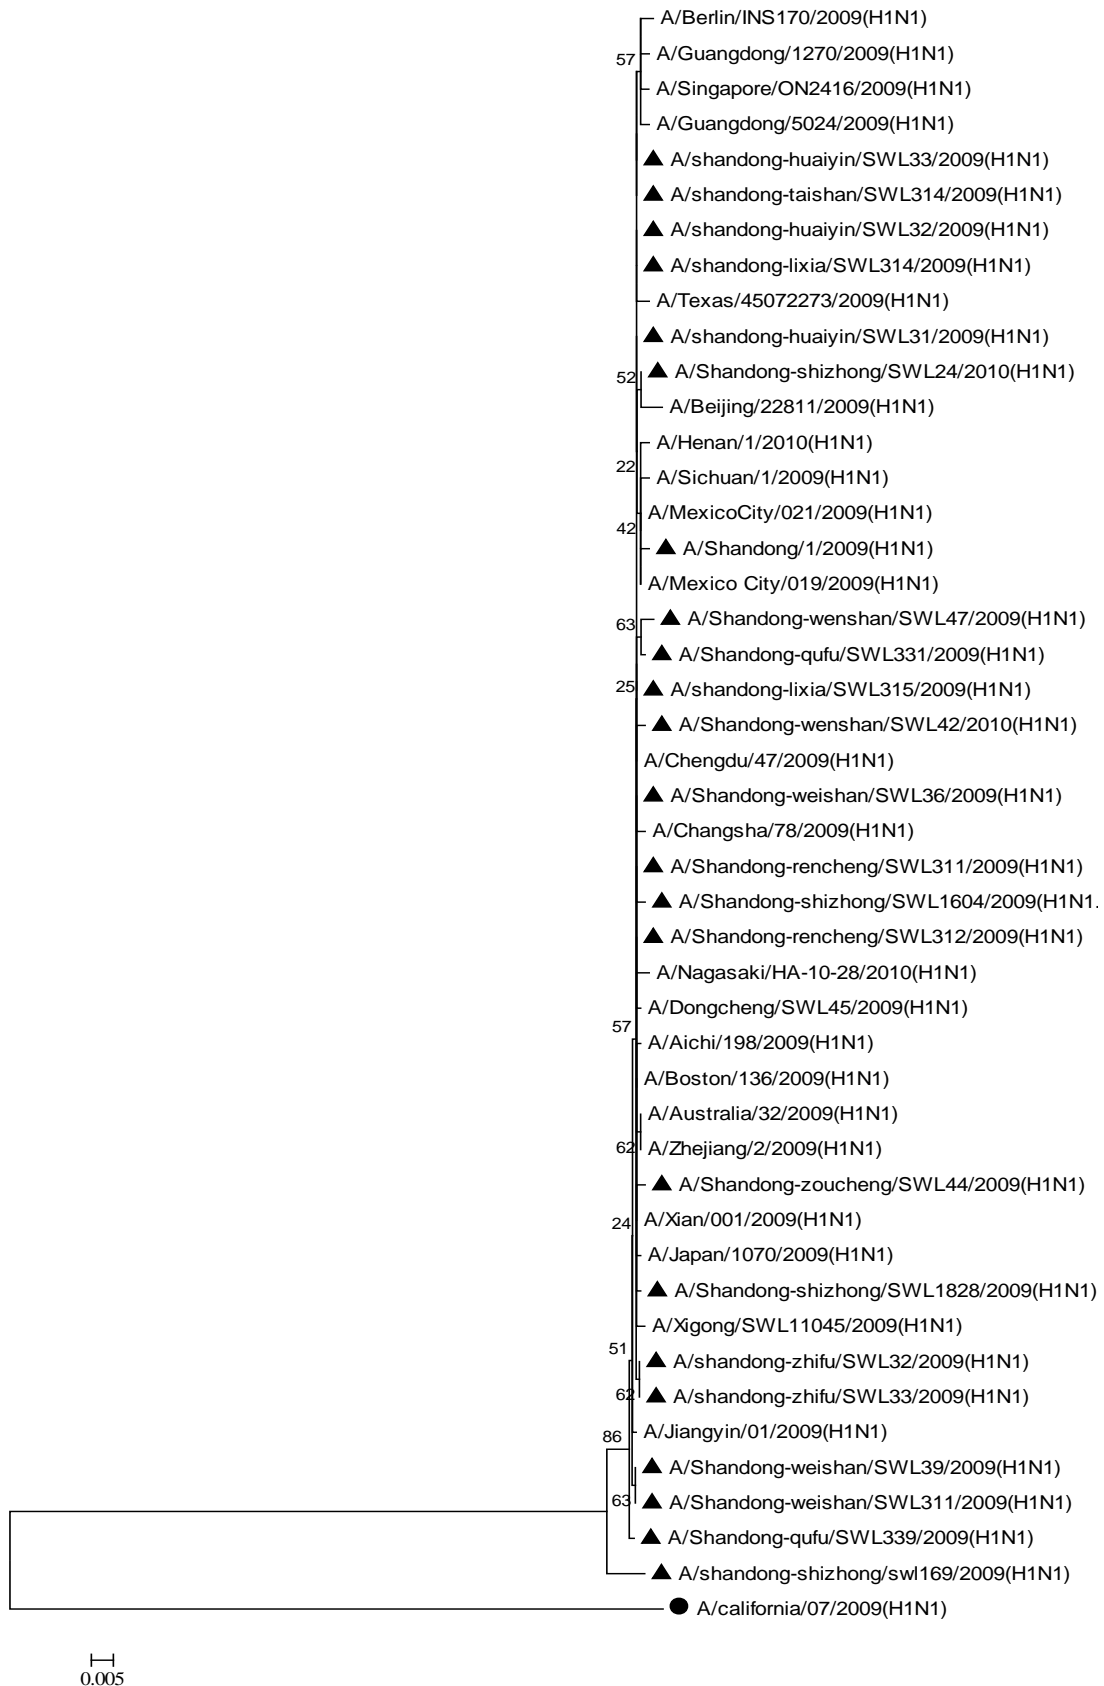 A/Berlin/INS170/2009(H1N1)
A/Guangdong/1270/2009(H1N1)
57
A/Singapore/ON2416/2009(H1N1)
A/Guangdong/5024/2009(H1N1)
A/shandong-huaiyin/SWL33/2009(H1N1)
A/shandong-taishan/SWL314/2009(H1N1)
A/shandong-huaiyin/SWL32/2009(H1N1)
A/shandong-lixia/SWL314/2009(H1N1)
A/Texas/45072273/2009(H1N1)
A/shandong-huaiyin/SWL31/2009(H1N1)
A/Shandong-shizhong/SWL24/2010(H1N1)
52
A/Beijing/22811/2009(H1N1)
A/Henan/1/2010(H1N1)
22
A/Sichuan/1/2009(H1N1)
A/MexicoCity/021/2009(H1N1)
42
A/Shandong/1/2009(H1N1)
A/Mexico City/019/2009(H1N1)
A/Shandong-wenshan/SWL47/2009(H1N1)
63
A/Shandong-qufu/SWL331/2009(H1N1)
25
A/shandong-lixia/SWL315/2009(H1N1)
A/Shandong-wenshan/SWL42/2010(H1N1)
A/Chengdu/47/2009(H1N1)
A/Shandong-weishan/SWL36/2009(H1N1)
A/Changsha/78/2009(H1N1)
A/Shandong-rencheng/SWL311/2009(H1N1)
A/Shandong-shizhong/SWL1604/2009(H1N1.
A/Shandong-rencheng/SWL312/2009(H1N1)
A/Nagasaki/HA-10-28/2010(H1N1)
A/Dongcheng/SWL45/2009(H1N1)
57
A/Aichi/198/2009(H1N1)
A/Boston/136/2009(H1N1)
A/Australia/32/2009(H1N1)
62
A/Zhejiang/2/2009(H1N1)
A/Shandong-zoucheng/SWL44/2009(H1N1)
24
A/Xian/001/2009(H1N1)
A/Japan/1070/2009(H1N1)
A/Shandong-shizhong/SWL1828/2009(H1N1)
A/Xigong/SWL11045/2009(H1N1)
51
A/shandong-zhifu/SWL32/2009(H1N1)
62
A/shandong-zhifu/SWL33/2009(H1N1)
A/Jiangyin/01/2009(H1N1)
86
A/Shandong-weishan/SWL39/2009(H1N1)
63
A/Shandong-weishan/SWL311/2009(H1N1)
A/Shandong-qufu/SWL339/2009(H1N1)
A/shandong-shizhong/swl169/2009(H1N1)
A/california/07/2009(H1N1)
0.005